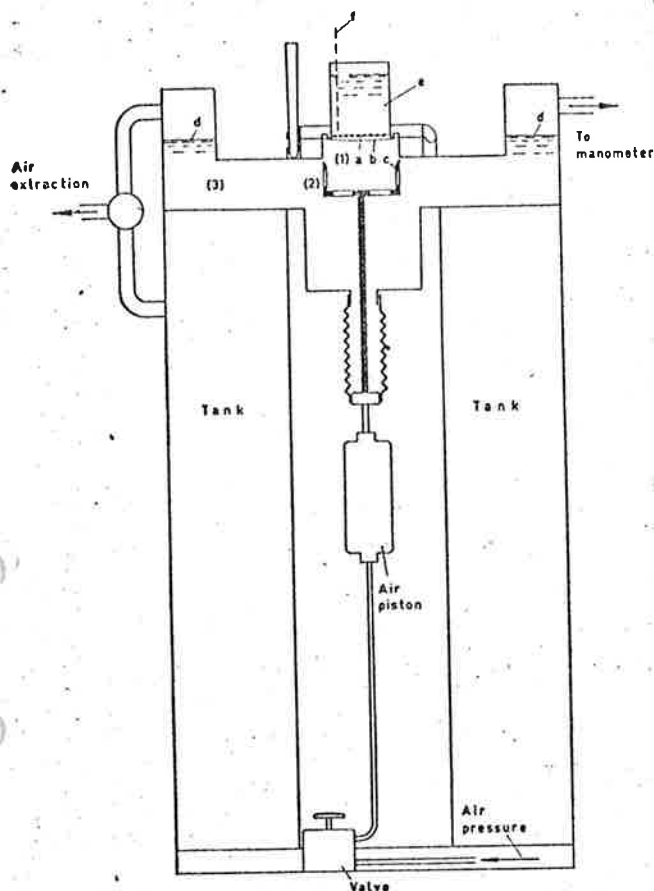 f
e
d
d
To
manometer
Air
extraction
(3)
(2)
(1) a b c
Tank
Tank
Air
piston
Air
pressure
Valve